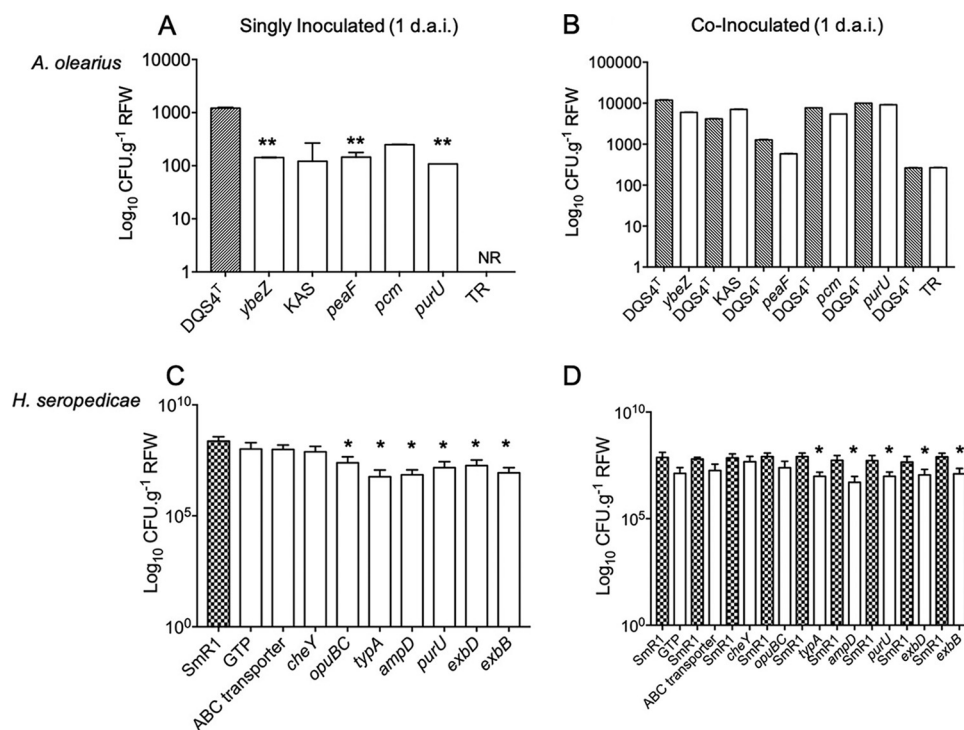 A
Singly Inoculated (1 d.a.i.)
B
Co-Inoculated (1 d.a.i.)
A. olearius
Log₁₀ CFU.g⁻¹ RFW
10000
1000
100
10
1
** ** **
NR
DQS4ᵀ ybeZ KAS peaF pcm purU TR
Log₁₀ CFU.g⁻¹ RFW
100000
10000
1000
100
10
1
DQS4ᵀ ybeZ DQS4ᵀ KAS DQS4ᵀ peaF DQS4ᵀ pcm DQS4ᵀ purU DQS4ᵀ TR
H. seropedicae
C
D
Log₁₀ CFU.g⁻¹ RFW
10¹⁰
10⁵
10⁰
* * * * * *
SmR1 GTP ABC transporter cheY opuBC typA ampD purU exbD exbB
Log₁₀ CFU.g⁻¹ RFW
10¹⁰
10⁵
10⁰
* * * * *
SmR1 GTP SmR1 ABC transporter SmR1 cheY SmR1 opuBC SmR1 typA SmR1 ampD SmR1 purU SmR1 exbD SmR1 exbB